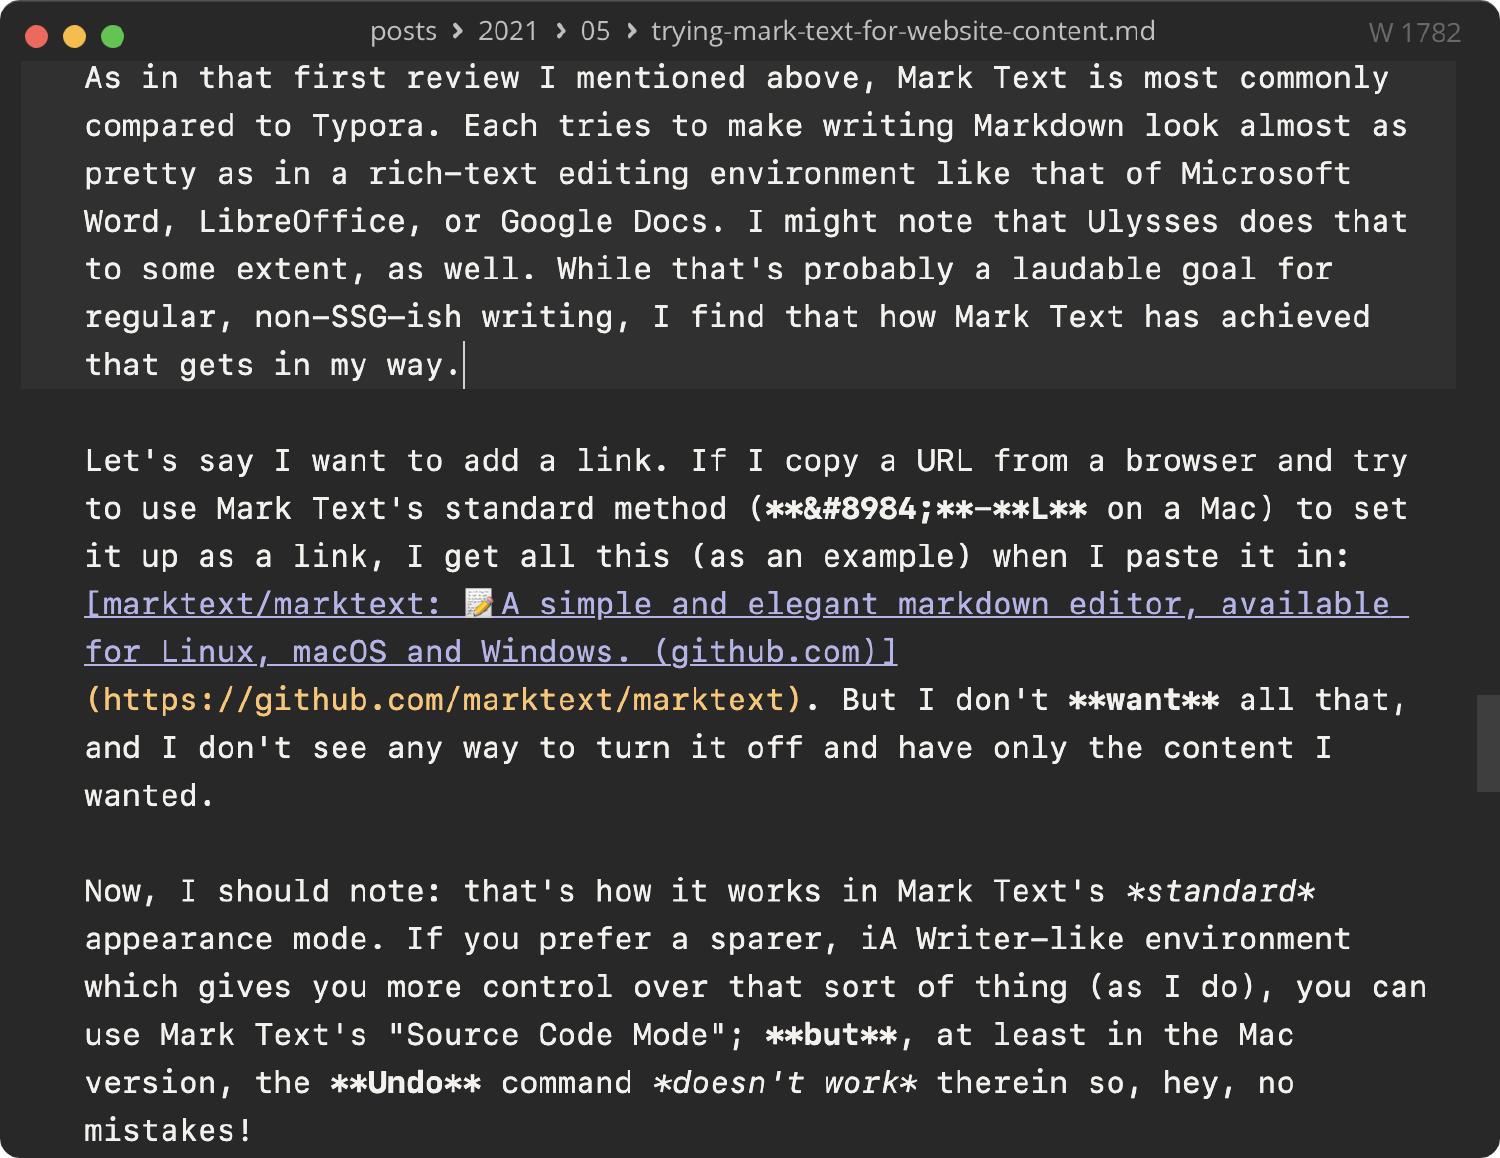 posts > 2021 > 05 > trying-mark-text-for-website-content.md
W 1782
As in that first review I mentioned above, Mark Text is most commonly
compared to Typora. Each tries to make writing Markdown look almost as
pretty as in a rich-text editing environment like that of Microsoft
Word, LibreOffice, or Google Docs. I might note that Ulysses does that
to some extent, as well. While that's probably a laudable goal for
regular, non-SSG-ish writing, I find that how Mark Text has achieved
that gets in my way.
Let's say I want to add a link. If I copy a URL from a browser and try
to use Mark Text's standard method (**&#8984;**-**L** on a Mac) to set
it up as a link, I get all this (as an example) when I paste it in:
[marktext/marktext: 📝A simple and elegant markdown editor, available
for Linux, macOS and Windows. (github.com)]
(https://github.com/marktext/marktext). But I don't **want** all that,
and I don't see any way to turn it off and have only the content I
wanted.
Now, I should note: that's how it works in Mark Text's *standard*
appearance mode. If you prefer a sparer, iA Writer-like environment
which gives you more control over that sort of thing (as I do), you can
use Mark Text's "Source Code Mode"; **but**, at least in the Mac
version, the **Undo** command *doesn't work* therein so, hey, no
mistakes!